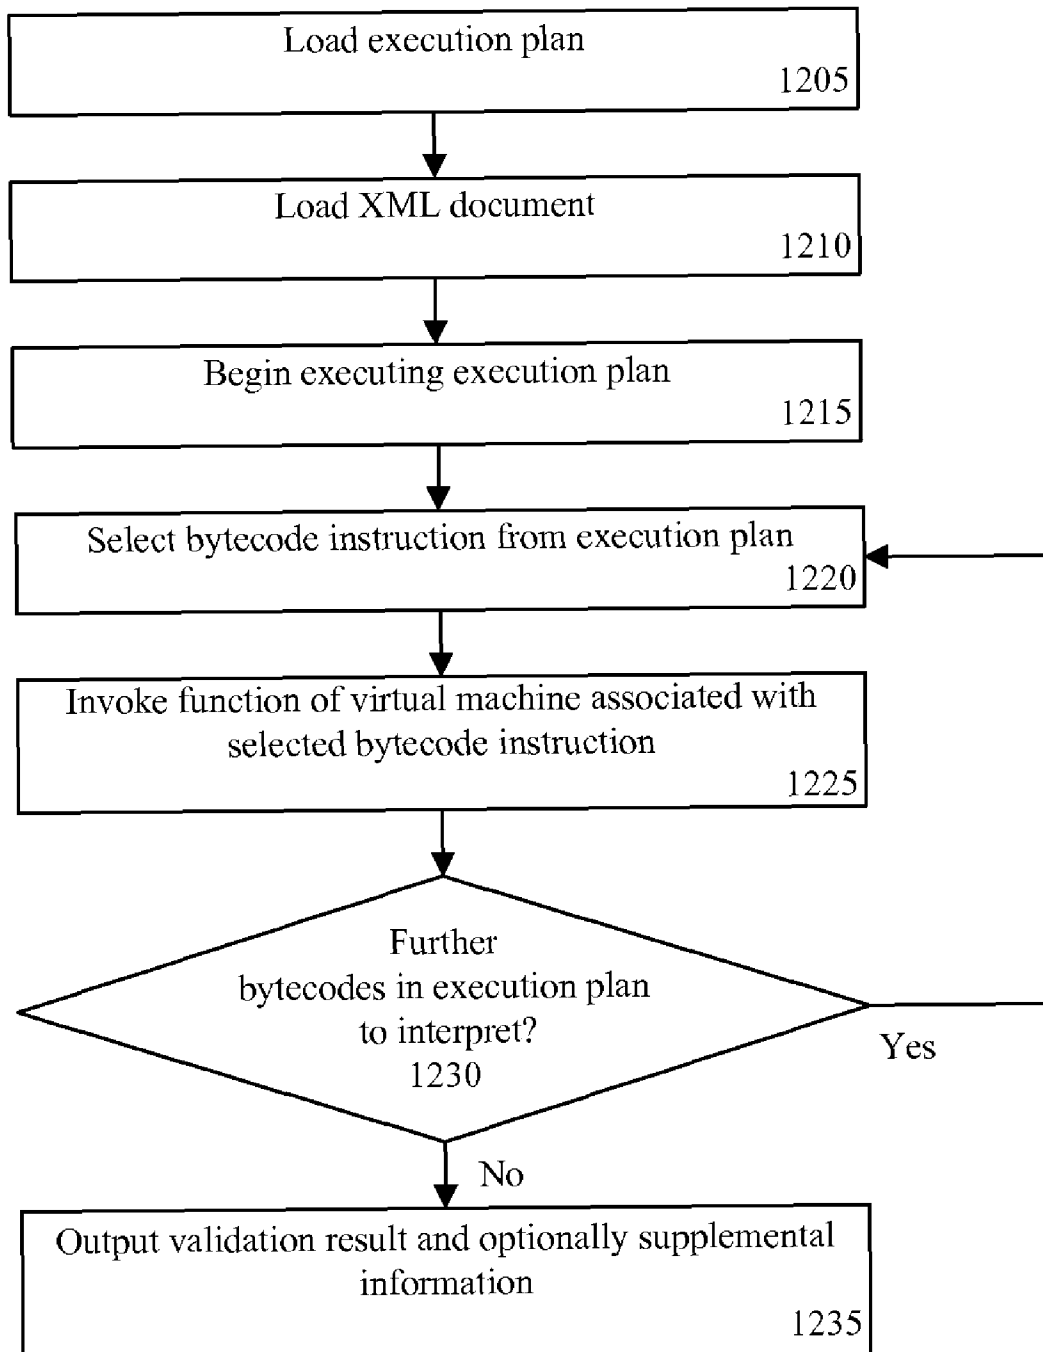 Load execution plan
1205
Load XML document
1210
Begin executing execution plan
1215
Select bytecode instruction from execution plan
1220
Invoke function of virtual machine associated with
selected bytecode instruction
1225
Further
bytecodes in execution plan
to interpret?
1230
Yes
No
Output validation result and optionally supplemental
information
1235